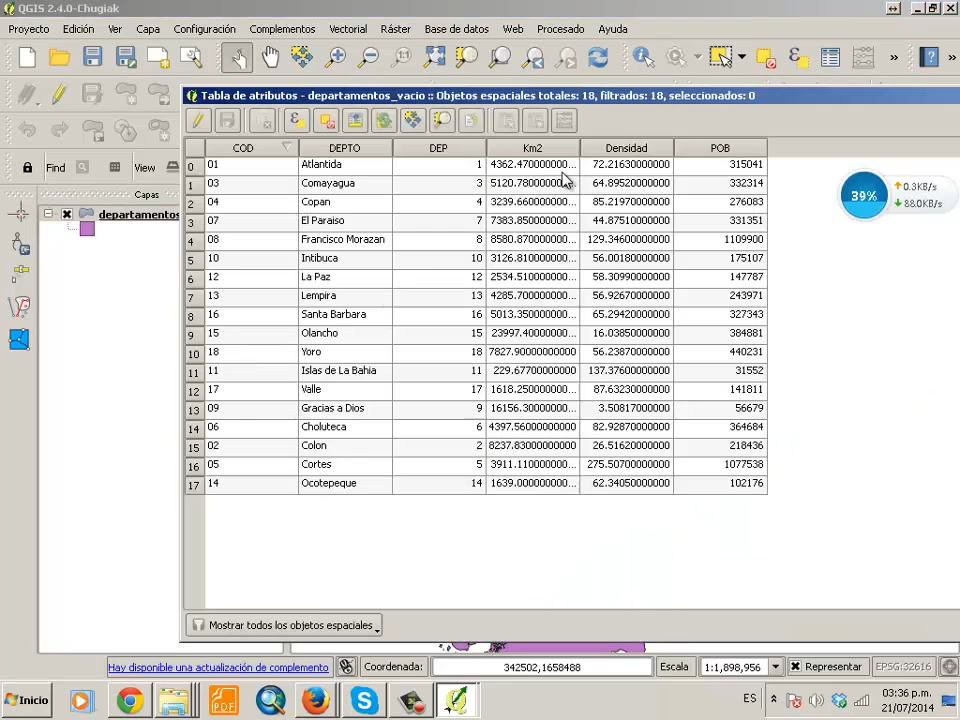 QGIS 2.4.0-Chugiak
Proyecto Edición Ver Capa Configuración Complementos Vectorial Ráster Base de datos Web Procesado Ayuda
Tabla de atributos - departamentos_vacio :: Objetos espaciales totales: 18, filtrados: 18, seleccionados: 0
Find View
Capas
departamentos
COD DEPTO DEP Km2 Densidad POB
0 01 Atlantida 1 4362.470000000... 72.21630000000 315041
1 03 Comayagua 3 5120.780000000... 64.89520000000 332314
2 04 Copan 4 3239.660000000... 85.21970000000 276083
3 07 El Paraiso 7 7383.850000000... 44.87510000000 331351
4 08 Francisco Morazan 8 8580.870000000... 129.34600000000 1109900
5 10 Intibuca 10 3126.810000000... 56.00180000000 175107
6 12 La Paz 12 2534.510000000... 58.30990000000 147787
7 13 Lempira 13 4285.700000000... 56.92670000000 243971
8 16 Santa Barbara 16 5013.350000000... 65.29420000000 327343
9 15 Olancho 15 23997.40000000... 16.03850000000 384881
10 18 Yoro 18 7827.90000000000 56.23870000000 440231
11 11 Islas de La Bahia 11 229.67700000000 137.37600000000 31552
12 17 Valle 17 1618.250000000... 87.63230000000 141811
13 09 Gracias a Dios 9 16156.30000000... 3.50817000000 56679
14 06 Choluteca 6 4397.560000000... 82.92870000000 364684
15 02 Colon 2 8237.830000000... 26.51620000000 218436
16 05 Cortes 5 3911.110000000... 275.50700000000 1077538
17 14 Ocotepeque 14 1639.000000000... 62.34050000000 102176
39%
0.3KB/s
88.0KB/s
Mostrar todos los objetos espaciales
Hay disponible una actualización de complemento Coordenada: 342502,1658488 Escala 1:1,898,956 Representar EPSG:32616
Inicio PDF ES 03:36 p.m.
21/07/2014